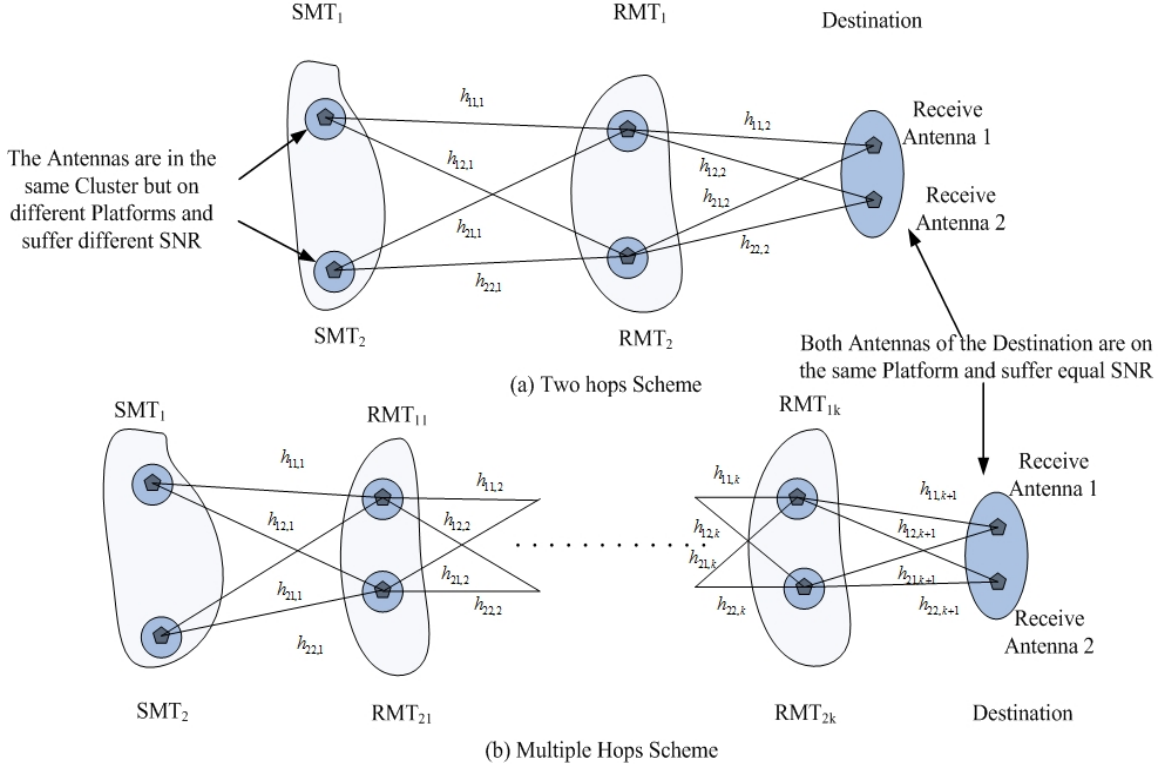 SMT1
RMT1
Destination
h11,1
h11,2
Receive
Antenna 1
The Antennas are in the
same Cluster but on
different Platforms and
suffer different SNR
h12,1
h12,2
h21,2
Receive
Antenna 2
h21,1
h22,2
h22,1
SMT2
RMT2
Both Antennas of the Destination are on
the same Platform and suffer equal SNR
(a) Two hops Scheme
SMT1
RMT11
RMT1k
h11,1
h11,2
h11,k
h11,k+1
Receive
Antenna 1
h12,1
h12,2
h12,k
h12,k+1
. . . . . . . . . . . . . . . .
h21,1
h21,2
h21,k
h21,k+1
h22,1
h22,2
h22,k
h22,k+1
Receive
Antenna 2
SMT2
RMT21
RMT2k
Destination
(b) Multiple Hops Scheme